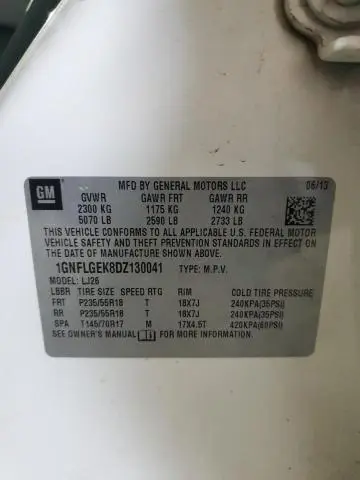 GM
MFD BY GENERAL MOTORS LLC 06/13
GVWR GAWR FRT GAWR RR
2300 KG 1175 KG 1240 KG
5070 LB 2590 LB 2733 LB
THIS VEHICLE CONFORMS TO ALL APPLICABLE U.S. FEDERAL MOTOR
VEHICLE SAFETY AND THEFT PREVENTION STANDARDS IN
EFFECT ON THE DATE OF MANUFACTURE SHOWN ABOVE.
1GNFLGEK8DZ130041 TYPE: M.P.V.
MODEL: LJ26
LBBR TIRE SIZE SPEED RTG RIM COLD TIRE PRESSURE
FRT P235/55R18 T 18X7J 240KPA(35PSI)
RR P235/55R18 T 18X7J 240KPA(35PSI)
SPA T145/70R17 M 17X4.5T 420KPA(60PSI)
SEE OWNER'S MANUAL FOR MORE INFORMATION